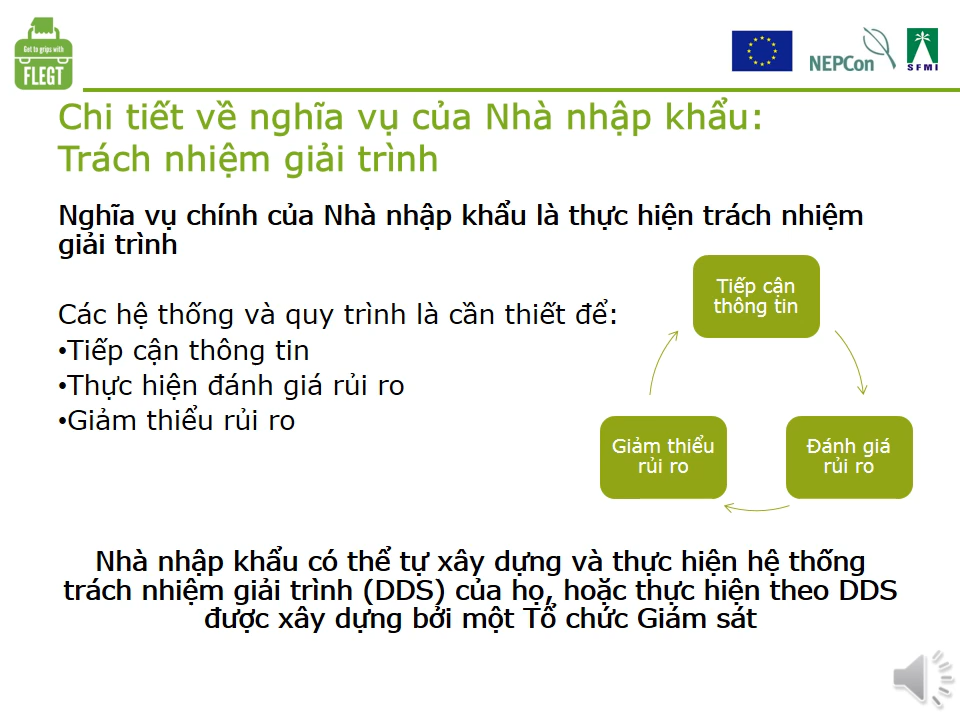 Get to grips with
FLEGT
NEPCon
SFMI
Chi tiết về nghĩa vụ của Nhà nhập khẩu:
Trách nhiệm giải trình
Nghĩa vụ chính của Nhà nhập khẩu là thực hiện trách nhiệm
giải trình
Các hệ thống và quy trình là cần thiết để:
•Tiếp cận thông tin
•Thực hiện đánh giá rủi ro
•Giảm thiểu rủi ro
Tiếp cận
thông tin
Giảm thiểu
rủi ro
Đánh giá
rủi ro
Nhà nhập khẩu có thể tự xây dựng và thực hiện hệ thống
trách nhiệm giải trình (DDS) của họ, hoặc thực hiện theo DDS
được xây dựng bởi một Tổ chức Giám sát